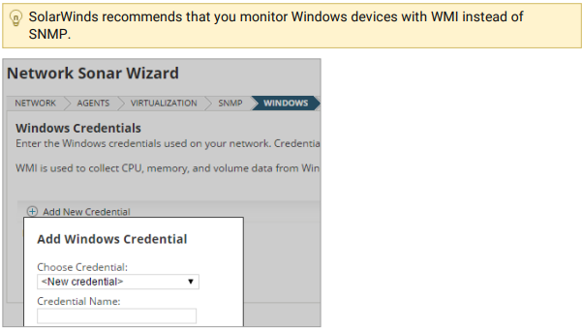 SolarWinds recommends that you monitor Windows devices with WMI instead of
SNMP.
Network Sonar Wizard
NETWORK AGENTS VIRTUALIZATION SNMP WINDOWS
Windows Credentials
Enter the Windows credentials used on your network. Credentia
WMI is used to collect CPU, memory, and volume data from Win
Add New Credential
Add Windows Credential
Choose Credential:
<New credential>
Credential Name: